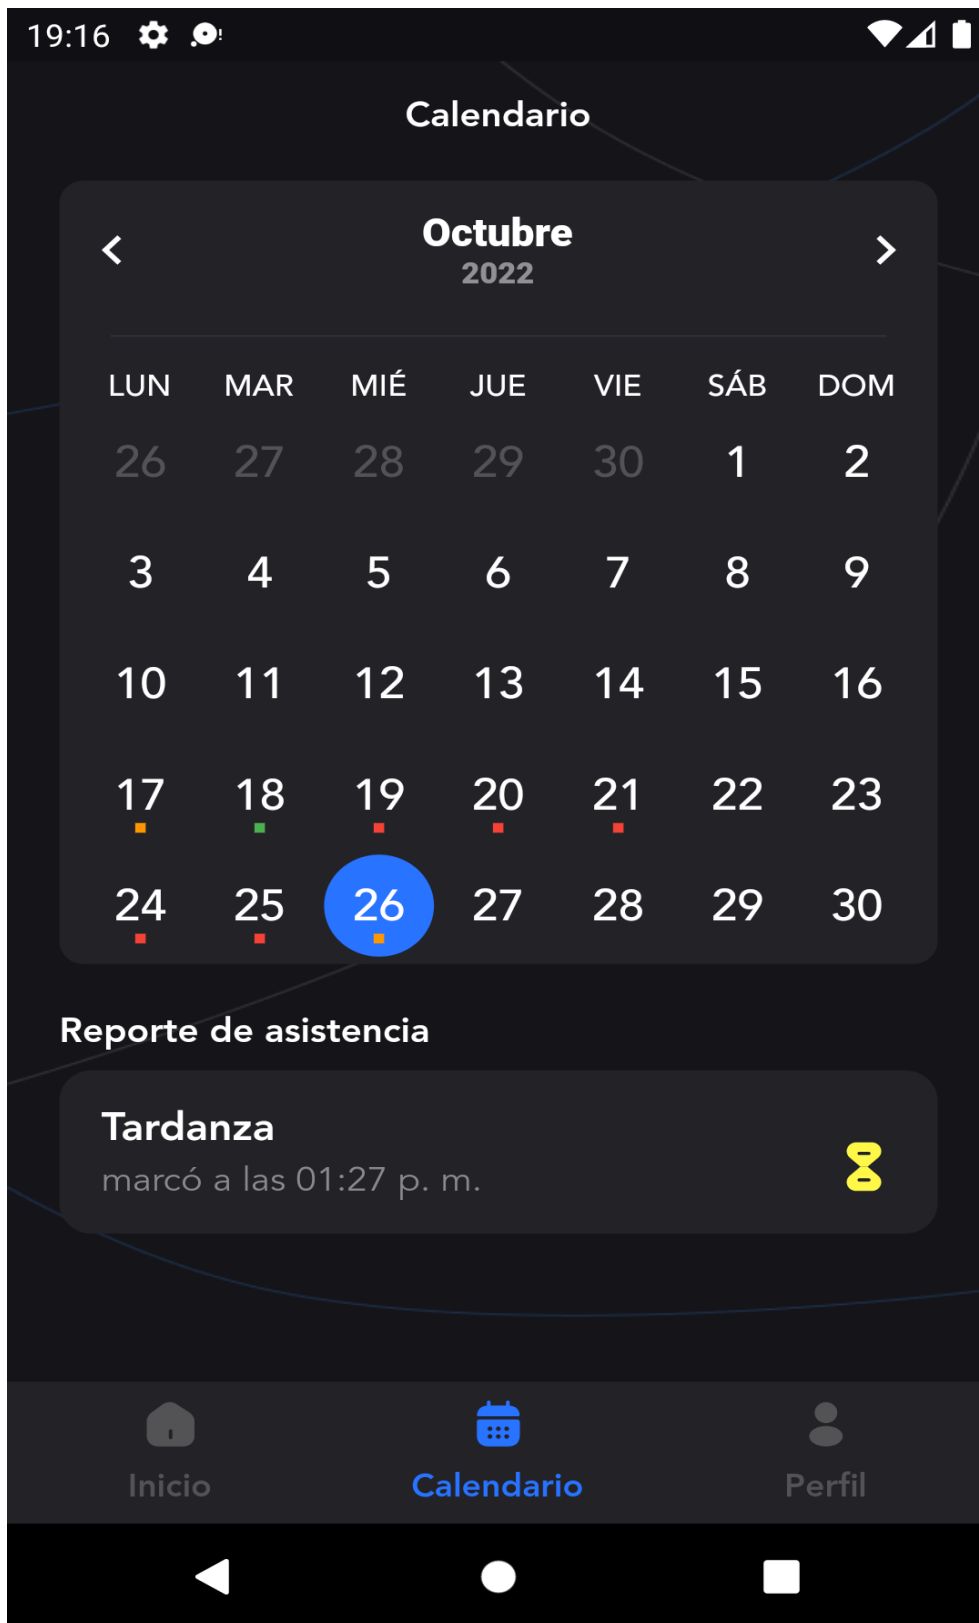 19:16
Calendario
Octubre
2022
LUN MAR MIÉ JUE VIE SÁB DOM
26 27 28 29 30 1 2
3 4 5 6 7 8 9
10 11 12 13 14 15 16
17 18 19 20 21 22 23
24 25 26 27 28 29 30
Reporte de asistencia
Tardanza
marcó a las 01:27 p. m.
Inicio Calendario Perfil